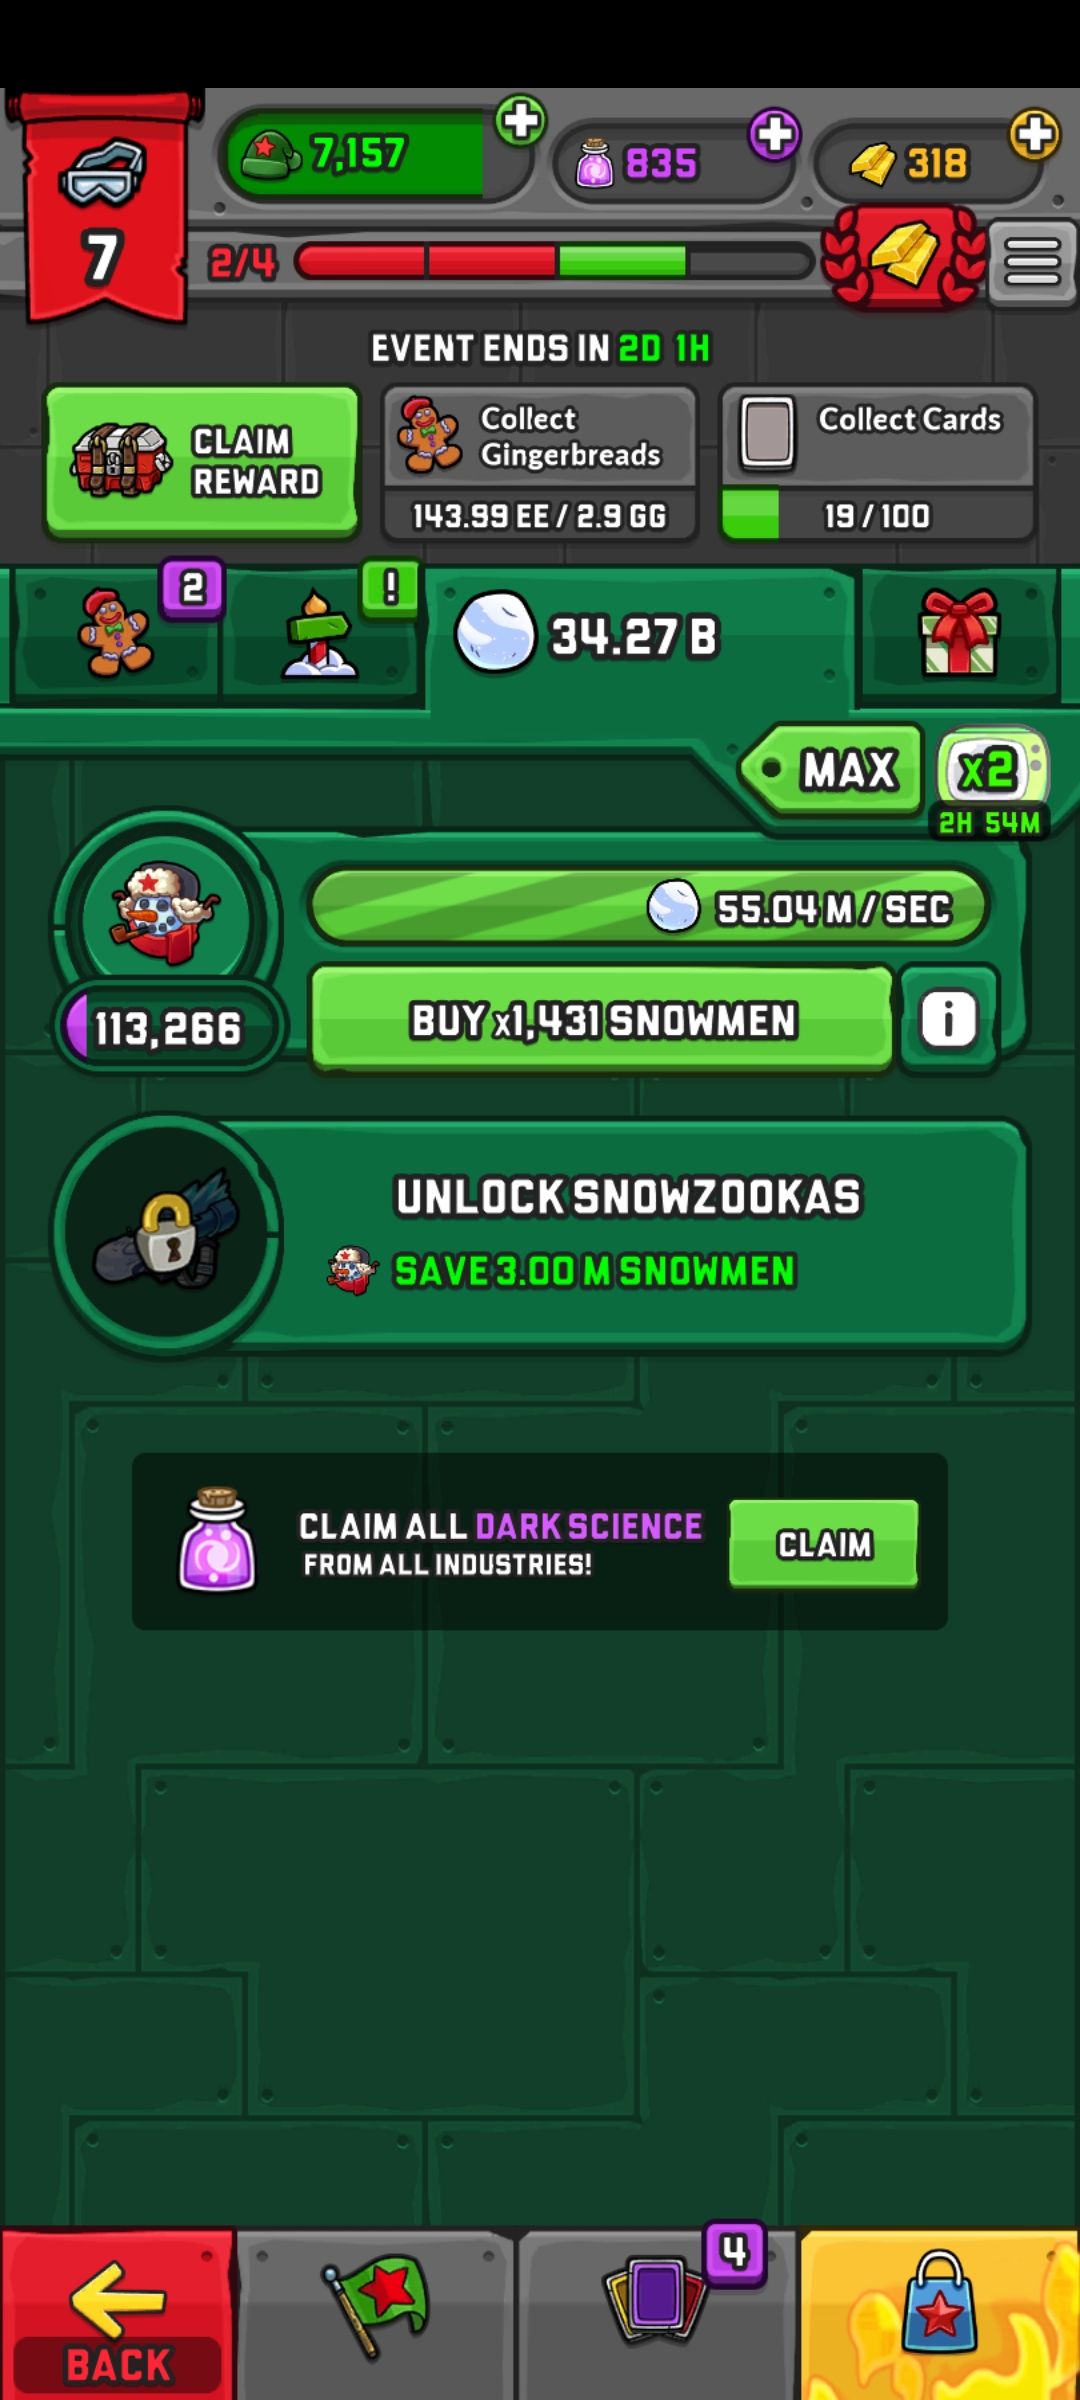 7,157
835
318
7
2/4
EVENT ENDS IN 2D 1H
CLAIM
REWARD
Collect
Gingerbreads
143.99 EE / 2.9 GG
Collect Cards
19 / 100
2
!
34.27 B
MAX
x2
2H 54M
55.04 M / SEC
113,266
BUY x1,431 SNOWMEN
i
UNLOCK SNOWZOOKAS
SAVE 3.00 M SNOWMEN
CLAIM ALL DARK SCIENCE
FROM ALL INDUSTRIES!
CLAIM
4
BACK